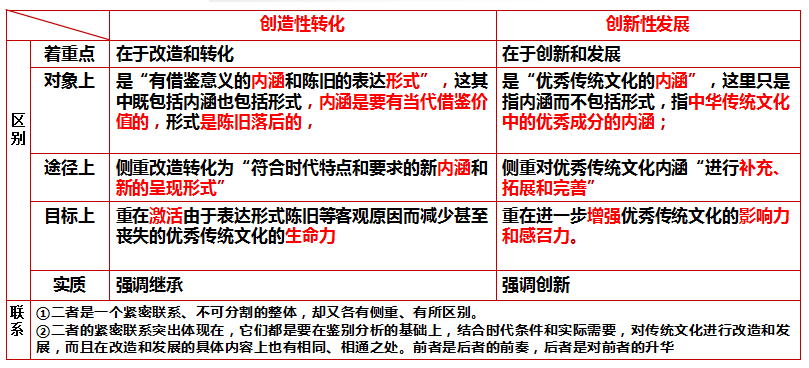 创造性转化 创新性发展
区别
着重点 在于改造和转化 在于创新和发展
对象上 是“有借鉴意义的内涵和陈旧的表达形式”，这其
中既包括内涵也包括形式，内涵是要有当代借鉴价
值的，形式是陈旧落后的，
是“优秀传统文化的内涵”，这里只是
指内涵而不包括形式，指中华传统文化
中的优秀成分的内涵；
途径上 侧重改造转化为“符合时代特点和要求的新内涵和
新的呈现形式”
侧重对优秀传统文化内涵“进行补充、
拓展和完善”
目标上 重在激活由于表达形式陈旧等客观原因而减少甚至
丧失的优秀传统文化的生命力
重在进一步增强优秀传统文化的影响力
和感召力。
实质 强调继承 强调创新
联系
①二者是一个紧密联系、不可分割的整体，却又各有侧重、有所区别。
②二者的紧密联系突出体现在，它们都是要在鉴别分析的基础上，结合时代条件和实际需要，对传统文化进行改造和发
展，而且在改造和发展的具体内容上也有相同、相通之处。前者是后者的前奏，后者是对前者的升华